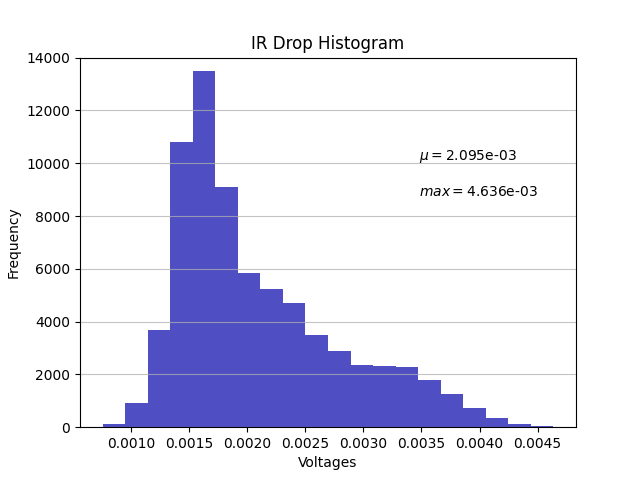 IR Drop Histogram
14000
12000
10000
8000
6000
4000
2000
0
Frequency
μ = 2.095e-03
max = 4.636e-03
0.0010 0.0015 0.0020 0.0025 0.0030 0.0035 0.0040 0.0045
Voltages